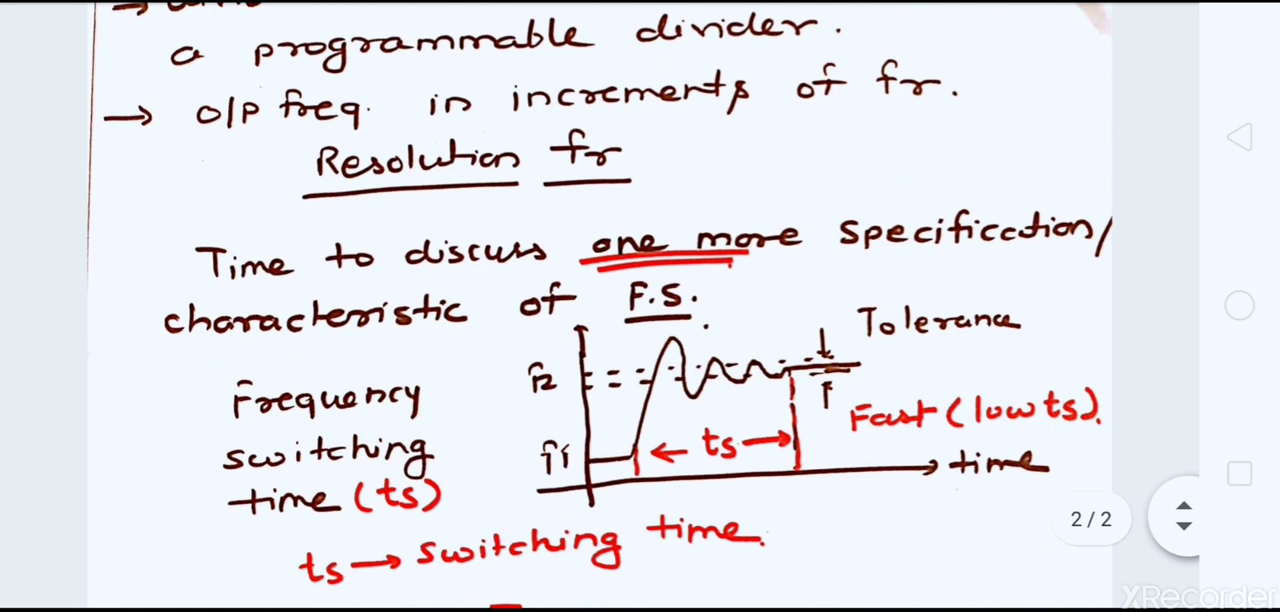 a programmable divider.
→ O/P freq. in increments of fr.
Resolution fr
Time to discuss one more specification/
characteristic of F.S.
Tolerance
f2
Frequency
switching
time (ts)
f1
← ts →
Fast (low ts).
time
ts → switching time.
2/2
XRecorder